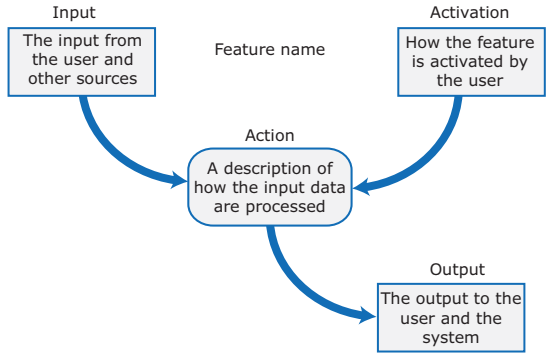 Input
The input from
the user and
other sources
Feature name
Activation
How the feature
is activated by
the user
Action
A description of
how the input data
are processed
Output
The output to the
user and the
system